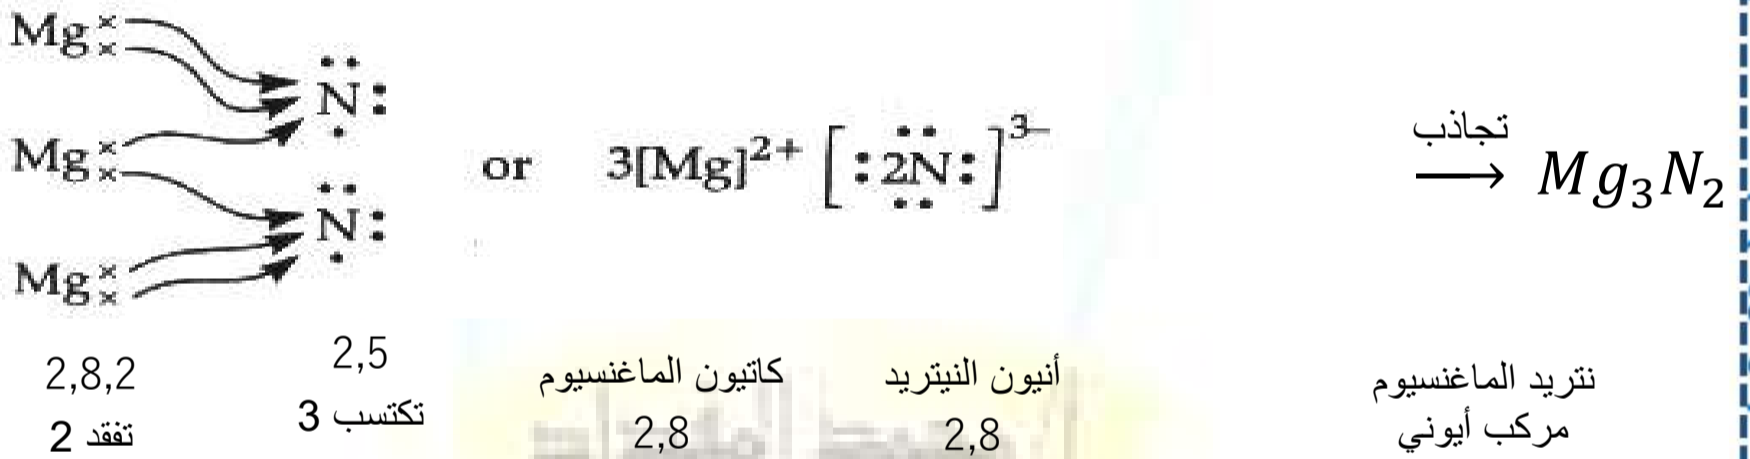 Mg ×× N
Mg ××
Mg ×× N
or 3[Mg]²⁺ [:2N:]³⁻
تجاذب
⟶ Mg₃N₂
2,8,2
تفقد 2
2,5
تكتسب 3
كاتيون الماغنسيوم
2,8
أنيون النيتريد
2,8
نتريد الماغنسيوم
مركب أيوني